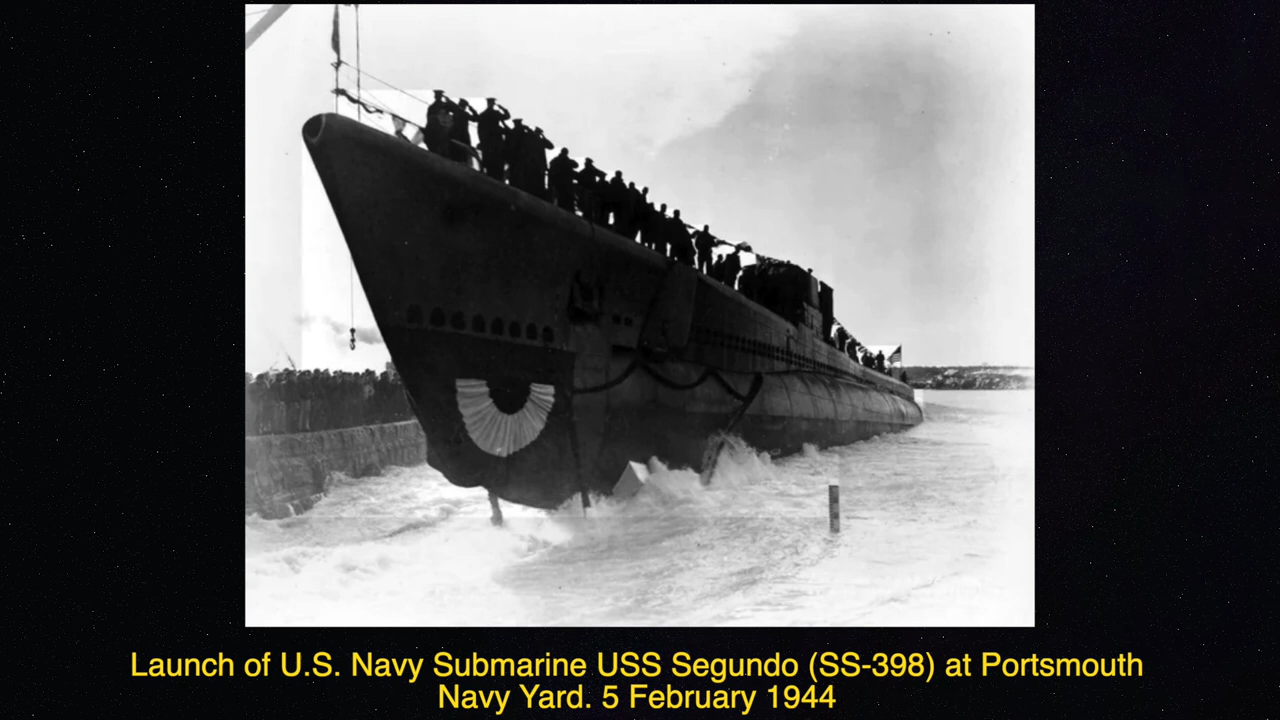 Launch of U.S. Navy Submarine USS Segundo (SS-398) at Portsmouth
Navy Yard. 5 February 1944